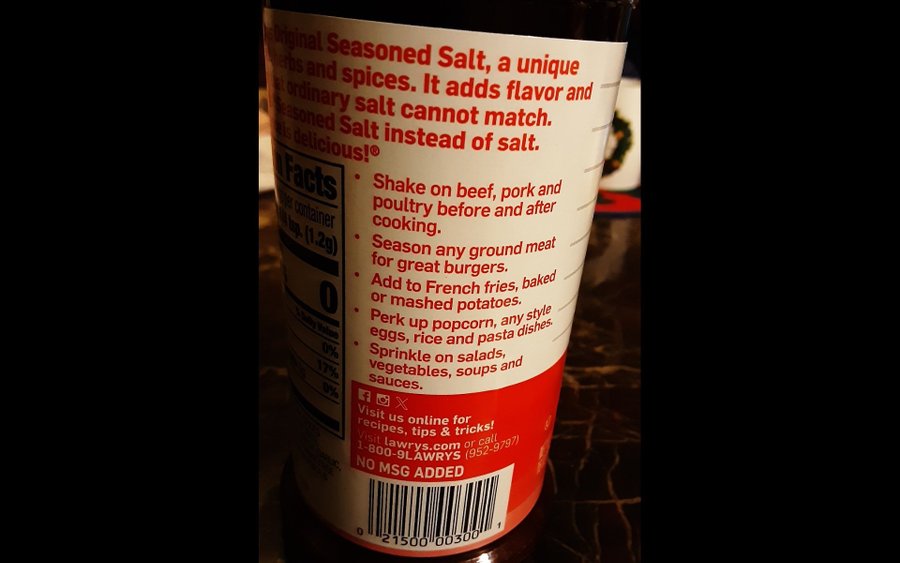 Original Seasoned Salt, a unique
herbs and spices. It adds flavor and
ordinary salt cannot match.
Seasoned Salt instead of salt.
is delicious!®
• Shake on beef, pork and
poultry before and after
cooking.
• Season any ground meat
for great burgers.
• Add to French fries, baked
or mashed potatoes.
• Perk up popcorn, any style
eggs, rice and pasta dishes.
• Sprinkle on salads,
vegetables, soups and
sauces.
Facts
per container
tsp. (1.2g)
0
% Daily Value
0%
17%
0%
Visit us online for
recipes, tips & tricks!
Visit lawrys.com or call
1-800-9LAWRYS (952-9797)
NO MSG ADDED
0 21500 00300 1